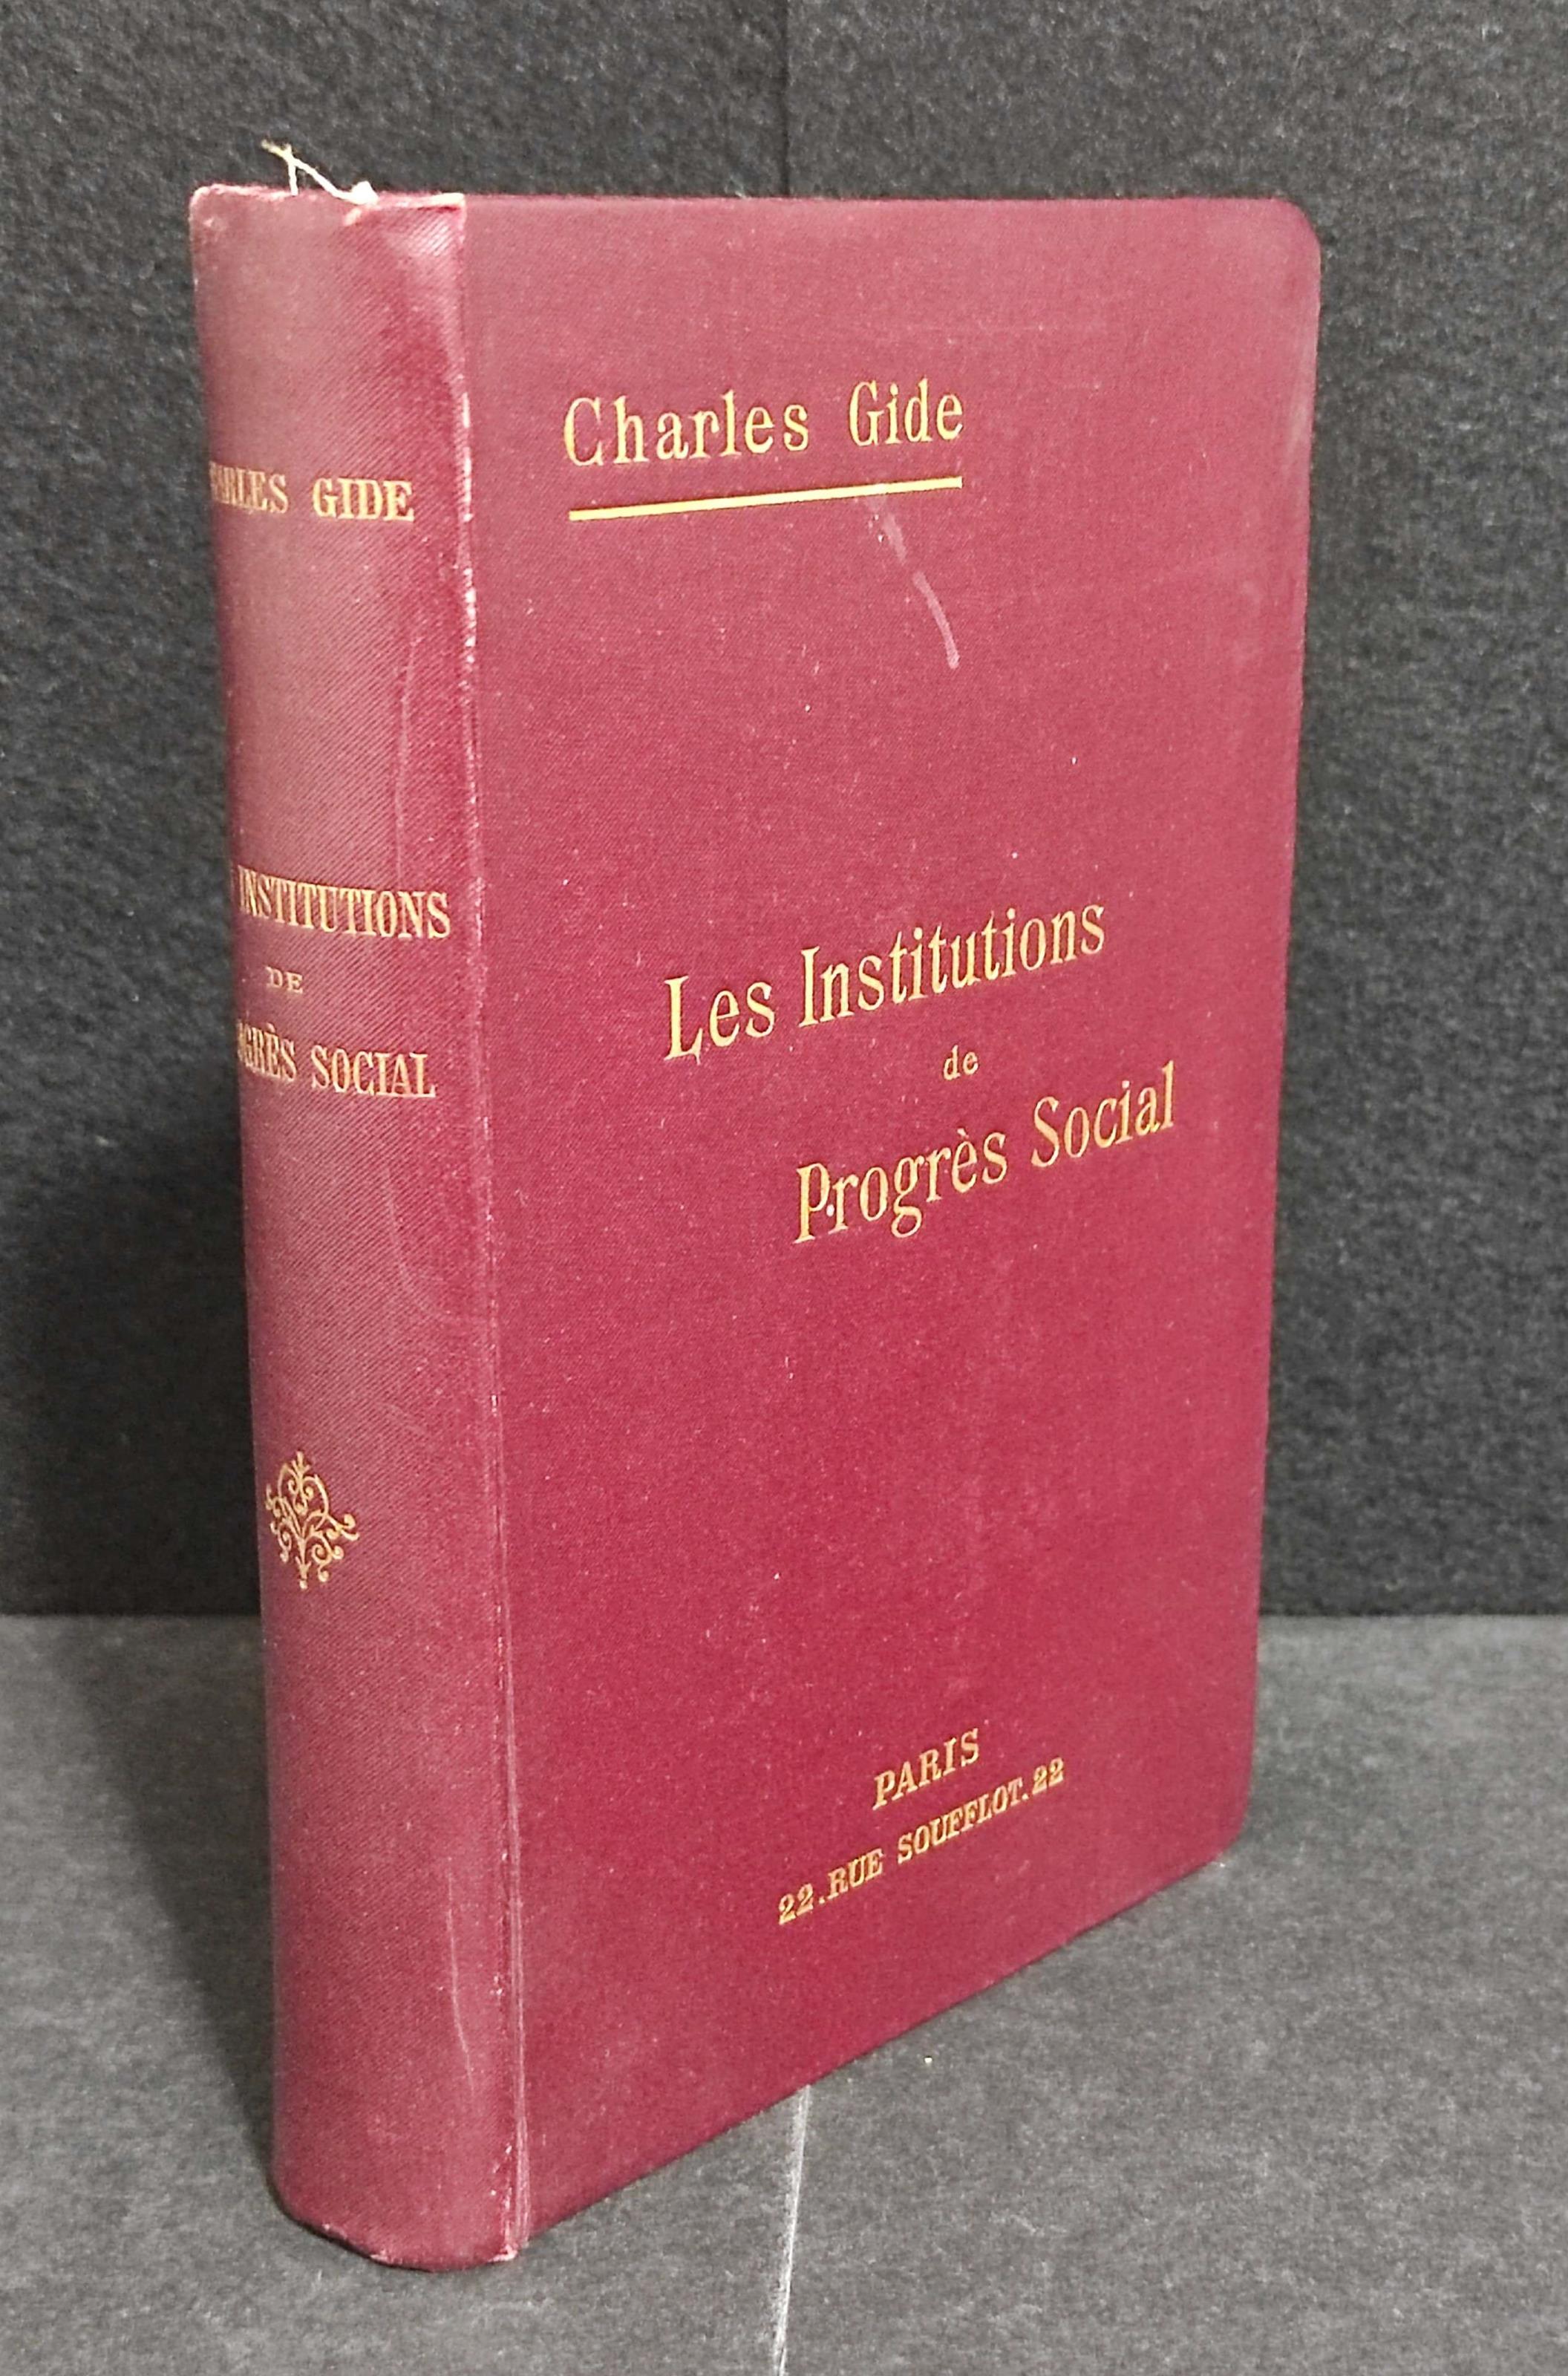 GIDE
INSTITUTIONS
DE
SOCIAL
Charles Gide
Les Institutions
de
Progrès Social
PARIS
22. RUE SOUFFLOT. 22